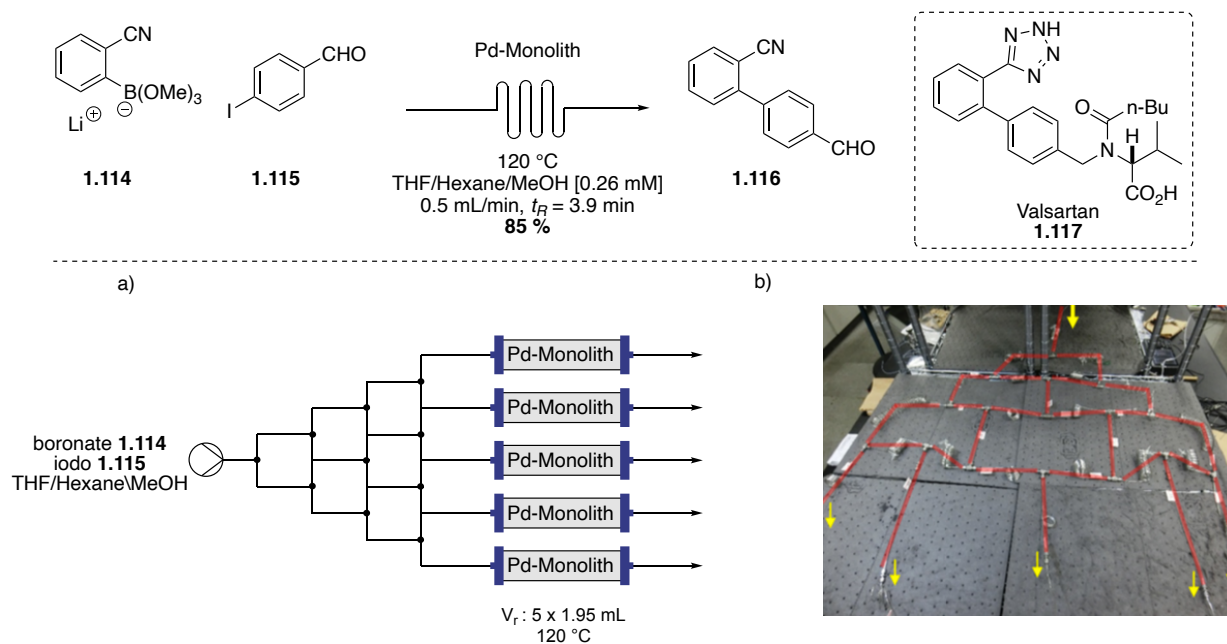 CN
B(OMe)3
⊖
Li⊕
1.114
CHO
I
1.115
Pd-Monolith
120 °C
THF/Hexane/MeOH [0.26 mM]
0.5 mL/min, tR = 3.9 min
85 %
CN
CHO
1.116
N
NH
N
N
O
n-Bu
H
N
CO2H
Valsartan
1.117
a)
boronate 1.114
iodo 1.115
THF/Hexane\MeOH
Pd-Monolith
Pd-Monolith
Pd-Monolith
Pd-Monolith
Pd-Monolith
Vr : 5 x 1.95 mL
120 °C
b)